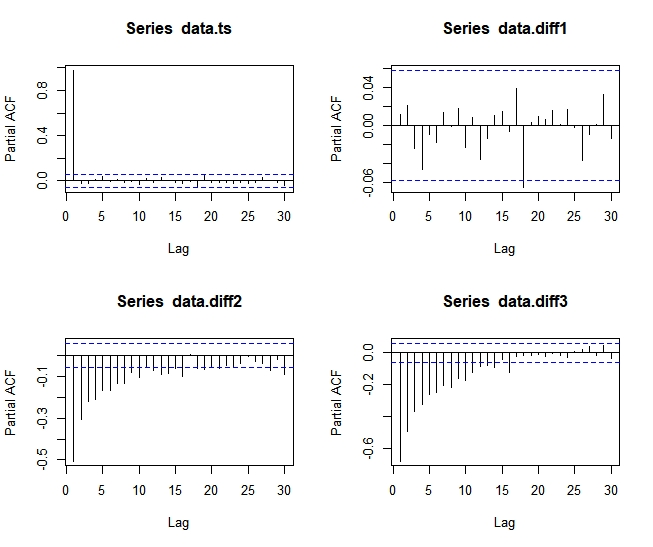 Series data.ts
Partial ACF
0.0
0.4
0.8
0 5 10 15 20 25 30
Lag
Series data.diff1
Partial ACF
-0.06
0.00
0.04
0 5 10 15 20 25 30
Lag
Series data.diff2
Partial ACF
-0.5
-0.3
-0.1
0 5 10 15 20 25 30
Lag
Series data.diff3
Partial ACF
-0.6
-0.2
0.0
0 5 10 15 20 25 30
Lag